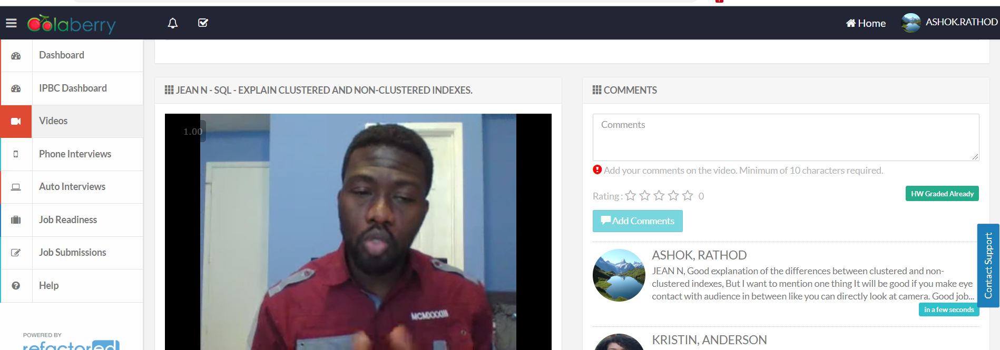 Colaberry
Home
ASHOK.RATHOD
Dashboard
IPBC Dashboard
Videos
Phone Interviews
Auto Interviews
Job Readiness
Job Submissions
Help
POWERED BY
refactored
JEAN N - SQL - EXPLAIN CLUSTERED AND NON-CLUSTERED INDEXES.
1.00
MCMXXXIII
COMMENTS
Comments
Add your comments on the video. Minimum of 10 characters required.
Rating : 0
HW Graded Already
Add Comments
ASHOK, RATHOD
JEAN N, Good explanation of the differences between clustered and non-
clustered indexes, But I want to mention one thing It will be good if you make eye
contact with audience in between like you can directly look at camera. Good job...
in a few seconds
KRISTIN, ANDERSON
Contact Support